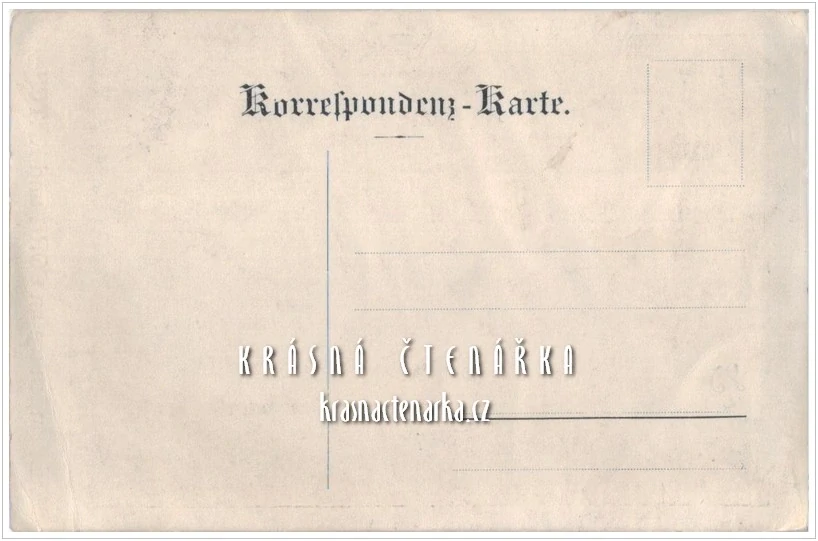 Korreſpondenz-Karte.
KRÁSNÁ ČTENÁŘKA
krasnactenarka.cz